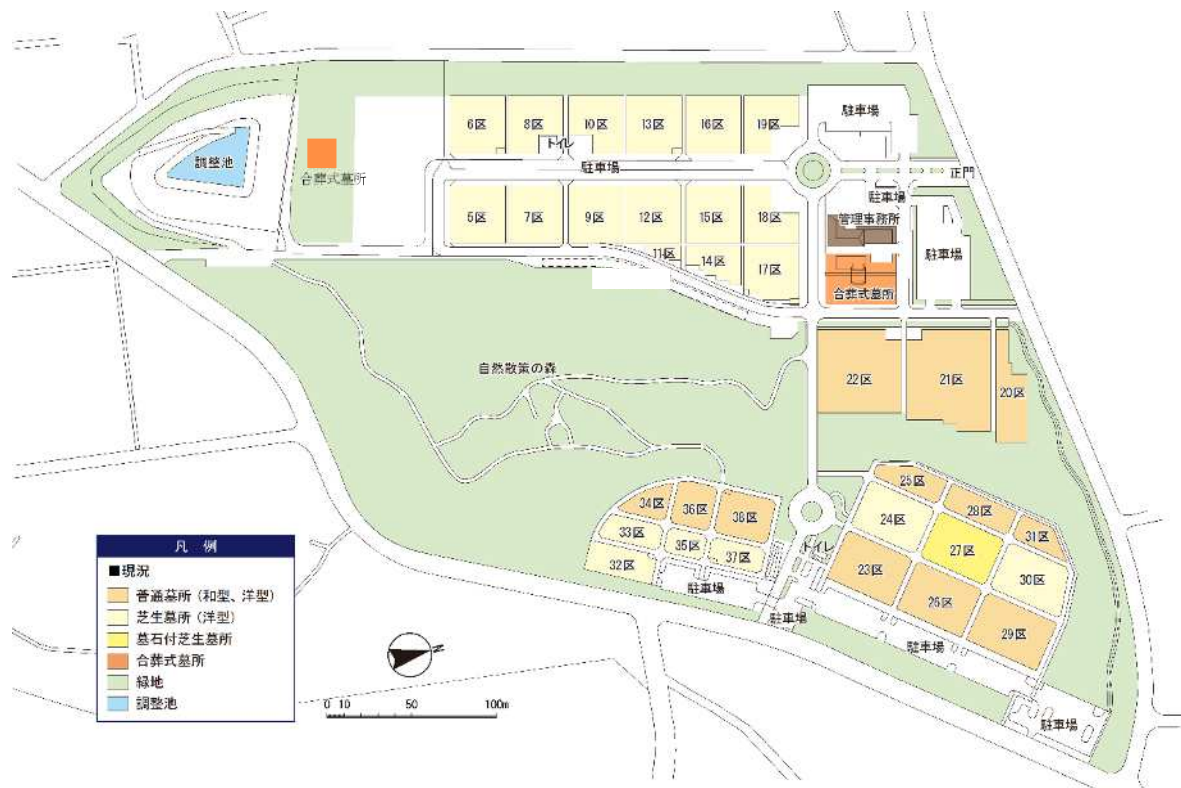 6区
8区
10区
13区
16区
19区
駐車場
トイレ
調整池
合葬式墓所
駐車場
正門
駐車場
5区
7区
9区
12区
15区
18区
管理事務所
11区
14区
17区
駐車場
合葬式墓所
自然散策の森
22区
21区
20区
25区
28区
31区
34区
36区
38区
24区
27区
33区
35区
37区
トイレ
30区
32区
23区
26区
29区
駐車場
駐車場
駐車場
駐車場
凡 例
■現況
普通墓所(和型、洋型)
芝生墓所(洋型)
墓石付芝生墓所
合葬式墓所
緑地
調整池
N
0 10 50 100m